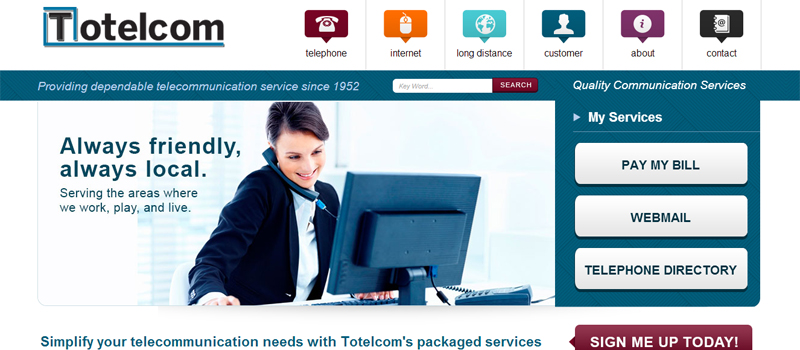 Totelcom
telephone
internet
long distance
customer
about
contact
Providing dependable telecommunication service since 1952
Key Word...
SEARCH
Quality Communication Services
Always friendly,
always local.
Serving the areas where
we work, play, and live.
My Services
PAY MY BILL
WEBMAIL
TELEPHONE DIRECTORY
Simplify your telecommunication needs with Totelcom's packaged services
SIGN ME UP TODAY!